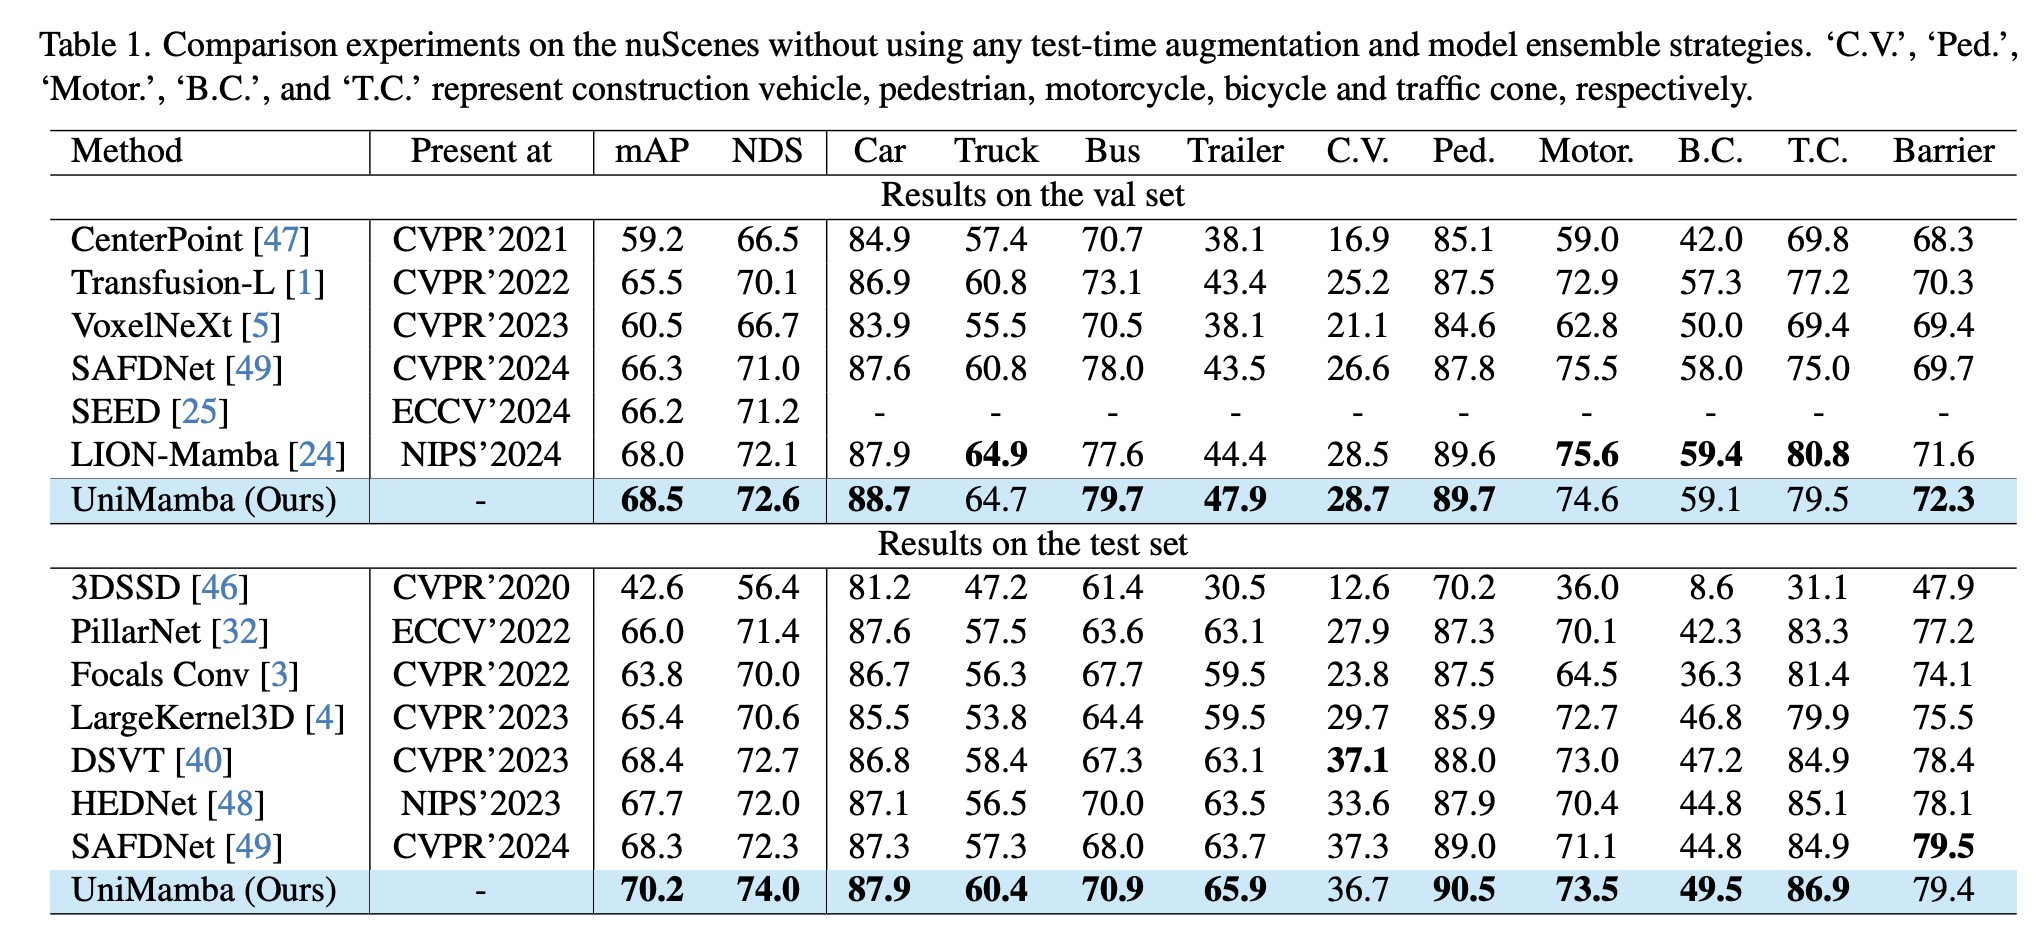 Table 1. Comparison experiments on the nuScenes without using any test-time augmentation and model ensemble strategies. ‘C.V.’, ‘Ped.’,
‘Motor.’, ‘B.C.’, and ‘T.C.’ represent construction vehicle, pedestrian, motorcycle, bicycle and traffic cone, respectively.
Method Present at mAP NDS Car Truck Bus Trailer C.V. Ped. Motor. B.C. T.C. Barrier
Results on the val set
CenterPoint [47] CVPR’2021 59.2 66.5 84.9 57.4 70.7 38.1 16.9 85.1 59.0 42.0 69.8 68.3
Transfusion-L [1] CVPR’2022 65.5 70.1 86.9 60.8 73.1 43.4 25.2 87.5 72.9 57.3 77.2 70.3
VoxelNeXt [5] CVPR’2023 60.5 66.7 83.9 55.5 70.5 38.1 21.1 84.6 62.8 50.0 69.4 69.4
SAFDNet [49] CVPR’2024 66.3 71.0 87.6 60.8 78.0 43.5 26.6 87.8 75.5 58.0 75.0 69.7
SEED [25] ECCV’2024 66.2 71.2 - - - - - - - - - -
LION-Mamba [24] NIPS’2024 68.0 72.1 87.9 64.9 77.6 44.4 28.5 89.6 75.6 59.4 80.8 71.6
UniMamba (Ours) - 68.5 72.6 88.7 64.7 79.7 47.9 28.7 89.7 74.6 59.1 79.5 72.3
Results on the test set
3DSSD [46] CVPR’2020 42.6 56.4 81.2 47.2 61.4 30.5 12.6 70.2 36.0 8.6 31.1 47.9
PillarNet [32] ECCV’2022 66.0 71.4 87.6 57.5 63.6 63.1 27.9 87.3 70.1 42.3 83.3 77.2
Focals Conv [3] CVPR’2022 63.8 70.0 86.7 56.3 67.7 59.5 23.8 87.5 64.5 36.3 81.4 74.1
LargeKernel3D [4] CVPR’2023 65.4 70.6 85.5 53.8 64.4 59.5 29.7 85.9 72.7 46.8 79.9 75.5
DSVT [40] CVPR’2023 68.4 72.7 86.8 58.4 67.3 63.1 37.1 88.0 73.0 47.2 84.9 78.4
HEDNet [48] NIPS’2023 67.7 72.0 87.1 56.5 70.0 63.5 33.6 87.9 70.4 44.8 85.1 78.1
SAFDNet [49] CVPR’2024 68.3 72.3 87.3 57.3 68.0 63.7 37.3 89.0 71.1 44.8 84.9 79.5
UniMamba (Ours) - 70.2 74.0 87.9 60.4 70.9 65.9 36.7 90.5 73.5 49.5 86.9 79.4